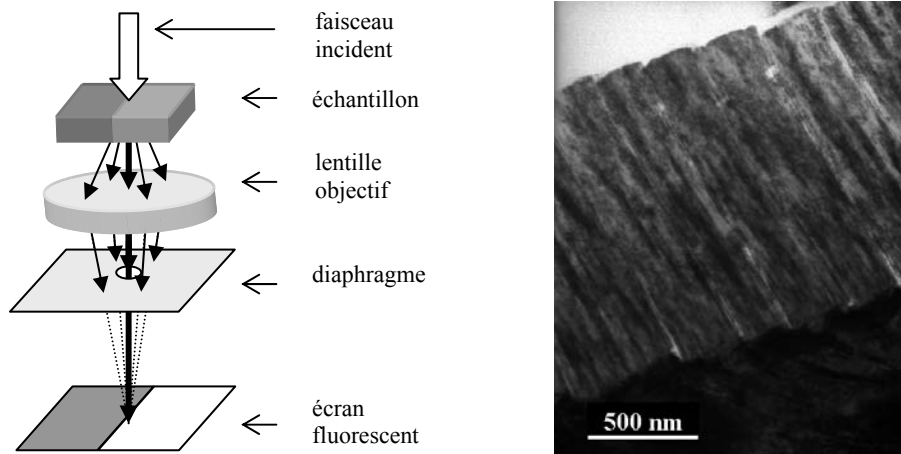 faisceau
incident
échantillon
lentille
objectif
diaphragme
écran
fluorescent
500 nm